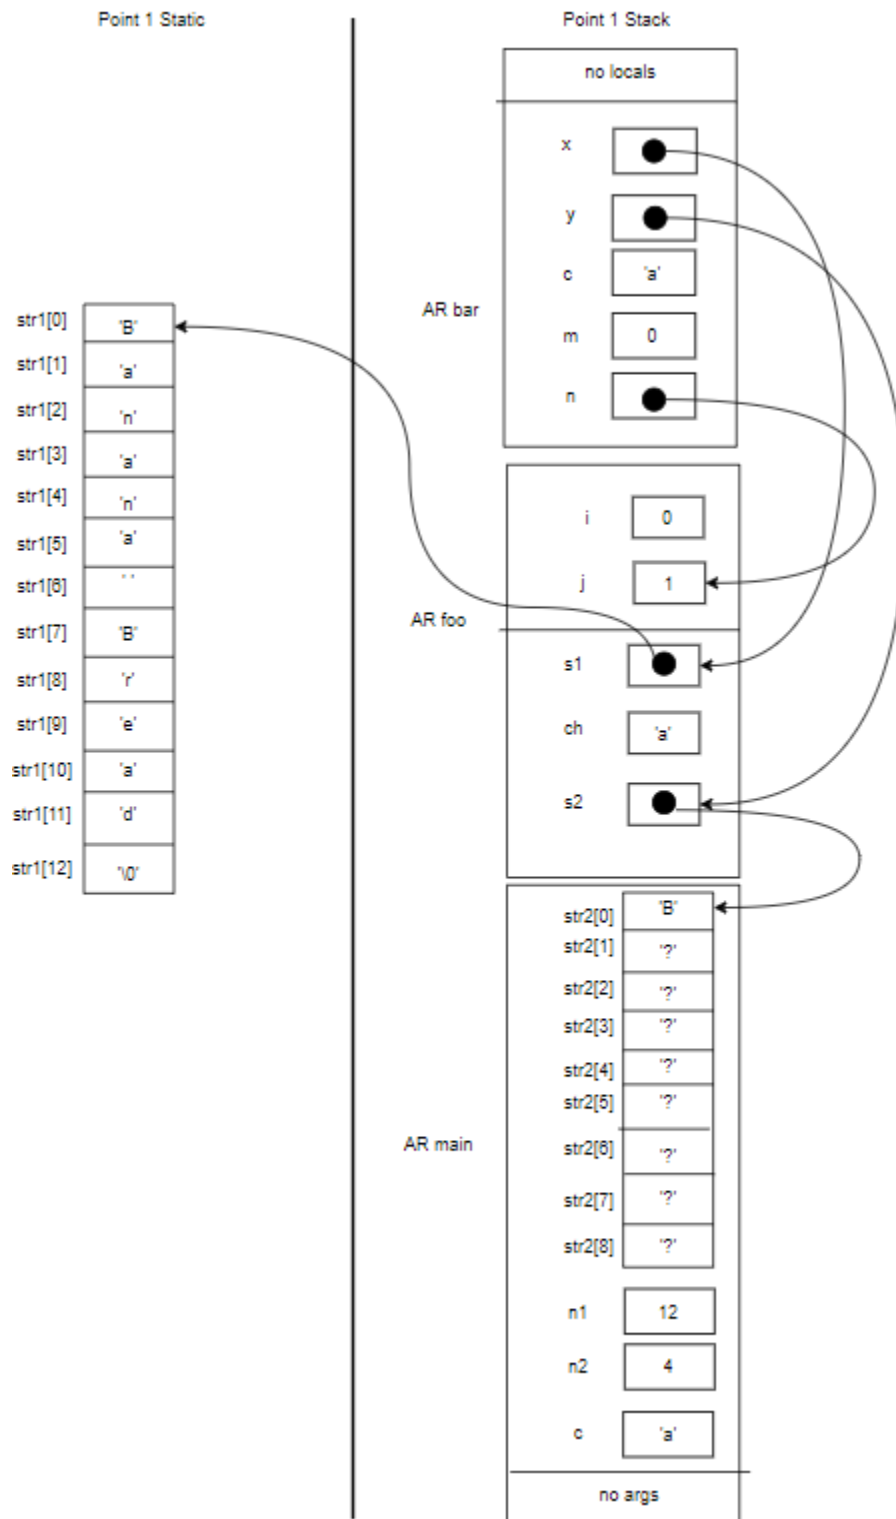 Point 1 Static
Point 1 Stack
no locals
x
y
c 'a'
AR bar
m 0
n
str1[0] 'B'
str1[1] 'a'
str1[2] 'n'
str1[3] 'a'
str1[4] 'n'
str1[5] 'a'
str1[6] ' '
str1[7] 'B'
str1[8] 'r'
str1[9] 'e'
str1[10] 'a'
str1[11] 'd'
str1[12] '\0'
i 0
j 1
AR foo
s1
ch 'a'
s2
str2[0] 'B'
str2[1] '?'
str2[2] '?'
str2[3] '?'
str2[4] '?'
str2[5] '?'
AR main
str2[6] '?'
str2[7] '?'
str2[8] '?'
n1 12
n2 4
c 'a'
no args